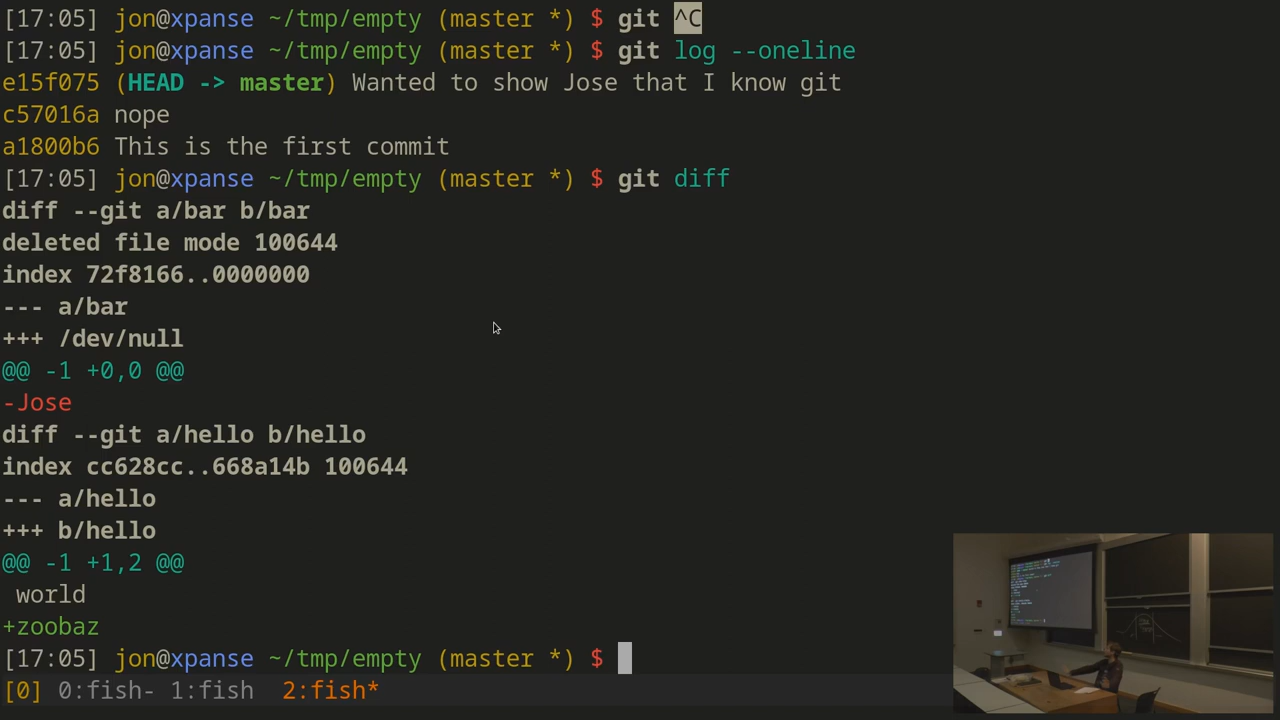 [17:05] jon@xpanse ~/tmp/empty (master *) $ git ^C
[17:05] jon@xpanse ~/tmp/empty (master *) $ git log --oneline
e15f075 (HEAD -> master) Wanted to show Jose that I know git
c57016a nope
a1800b6 This is the first commit
[17:05] jon@xpanse ~/tmp/empty (master *) $ git diff
diff --git a/bar b/bar
deleted file mode 100644
index 72f8166..0000000
--- a/bar
+++ /dev/null
@@ -1 +0,0 @@
-Jose
diff --git a/hello b/hello
index cc628cc..668a14b 100644
--- a/hello
+++ b/hello
@@ -1 +1,2 @@
 world
+zoobaz
[17:05] jon@xpanse ~/tmp/empty (master *) $
[0] 0:fish- 1:fish  2:fish*